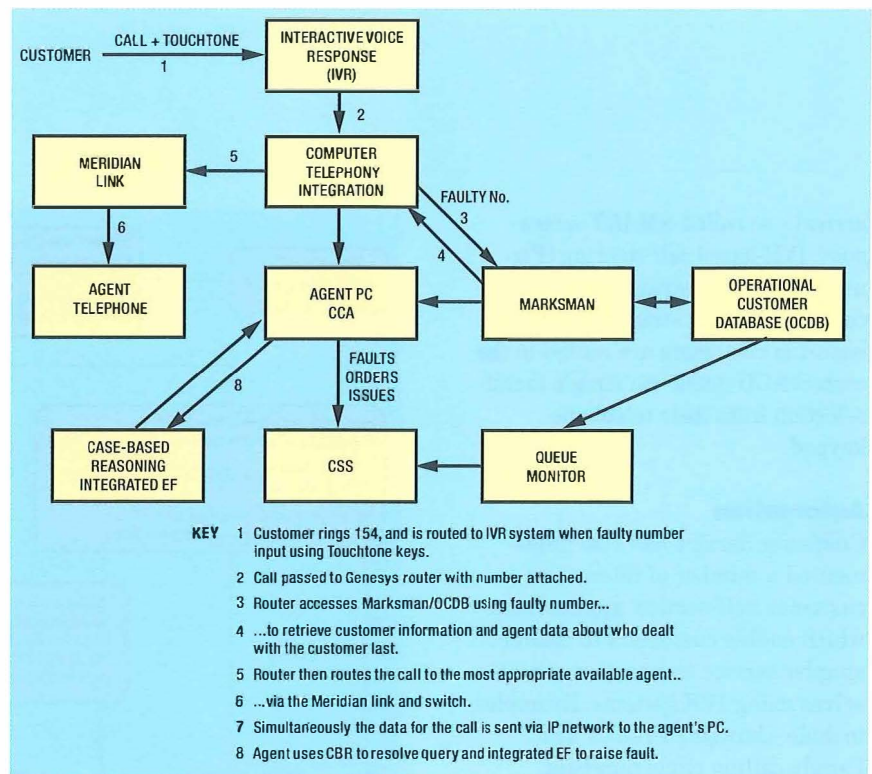 CUSTOMER
CALL + TOUCHTONE
1
INTERACTIVE VOICE
RESPONSE
(IVR)
2
MERIDIAN
LINK
5
COMPUTER
TELEPHONY
INTEGRATION
FAULTY No.
3
4
6
AGENT
TELEPHONE
AGENT PC
CCA
MARKSMAN
OPERATIONAL
CUSTOMER
DATABASE (OCDB)
8
FAULTS
ORDERS
ISSUES
CASE-BASED
REASONING
INTEGRATED EF
CSS
QUEUE
MONITOR
KEY 1 Customer rings 154, and is routed to IVR system when faulty number
input using Touchtone keys.
2 Call passed to Genesys router with number attached.
3 Router accesses Marksman/OCDB using faulty number...
4 ...to retrieve customer information and agent data about who dealt
with the customer last.
5 Router then routes the call to the most appropriate available agent..
6 ...via the Meridian link and switch.
7 Simultaneously the data for the call is sent via IP network to the agent's PC.
8 Agent uses CBR to resolve query and integrated EF to raise fault.